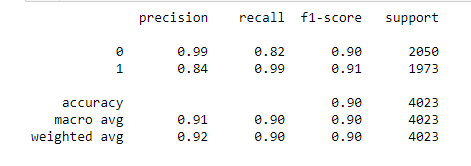 precision recall f1-score support
0 0.99 0.82 0.90 2050
1 0.84 0.99 0.91 1973
accuracy 0.90 4023
macro avg 0.91 0.90 0.90 4023
weighted avg 0.92 0.90 0.90 4023